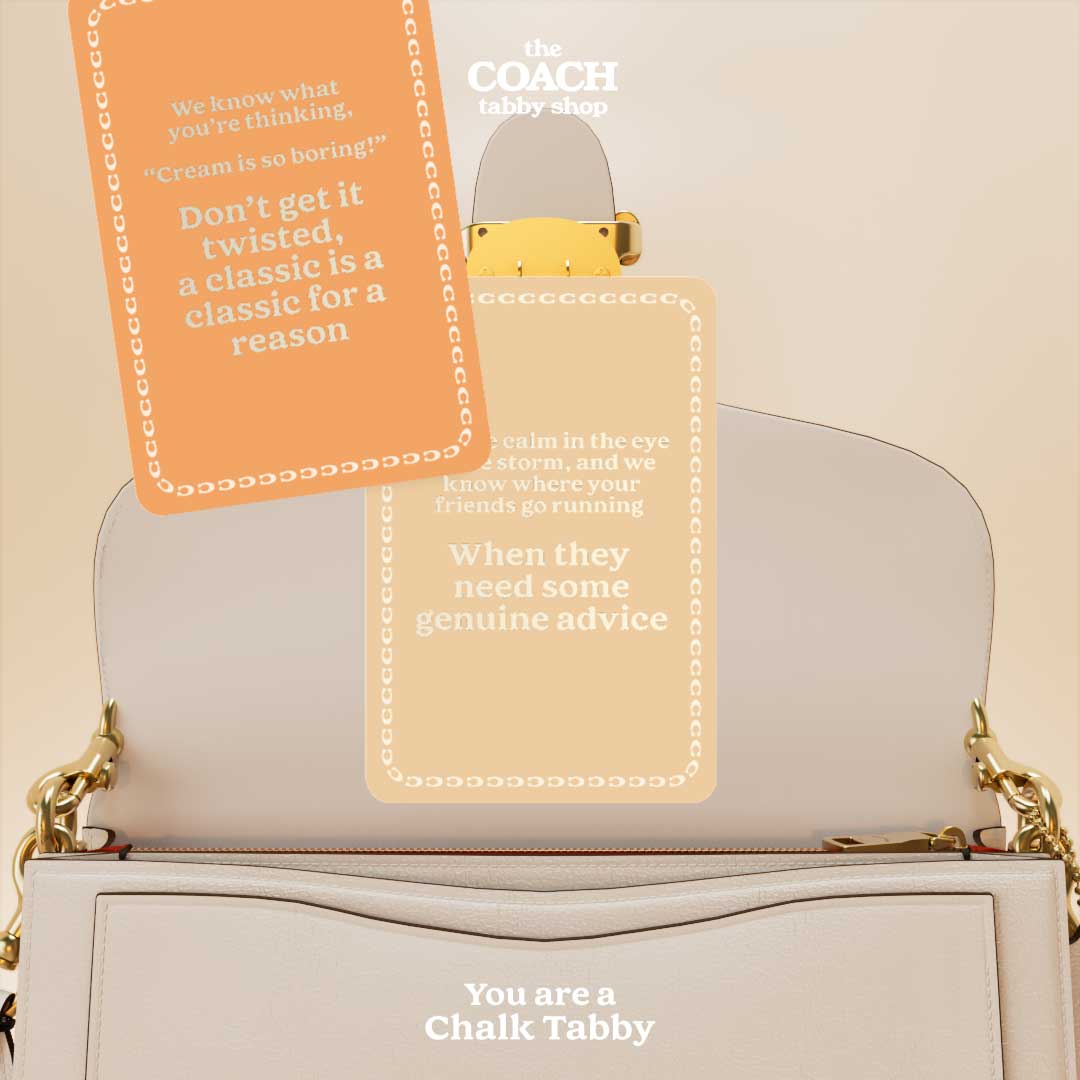 the
COACH
tabby shop
We know what
you're thinking,
“Cream is so boring!”
Don't get it
twisted,
a classic is a
classic for a
reason
calm in the eye
storm, and we
know where your
friends go running
When they
need some
genuine advice
You are a
Chalk Tabby